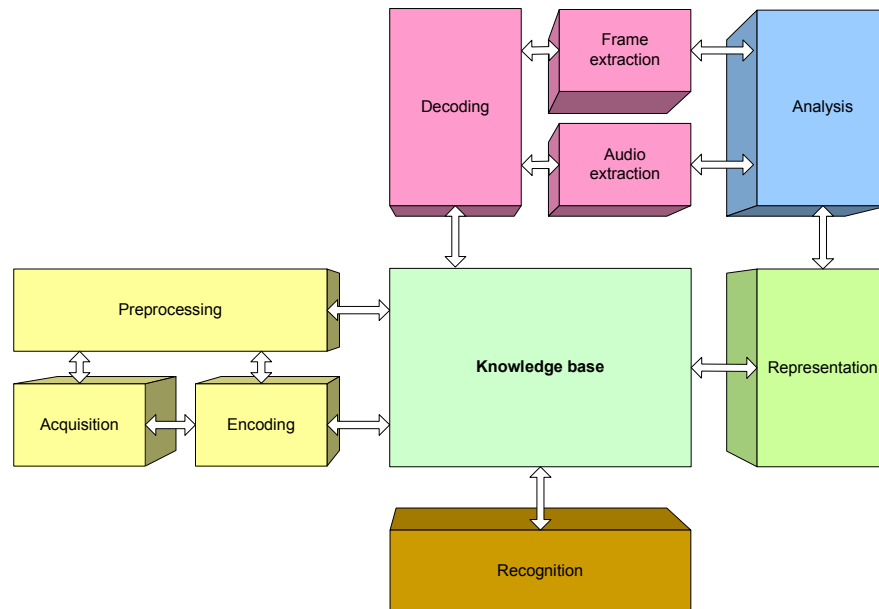 Frame
extraction
Decoding
Analysis
Audio
extraction
Preprocessing
Knowledge base
Representation
Acquisition
Encoding
Recognition